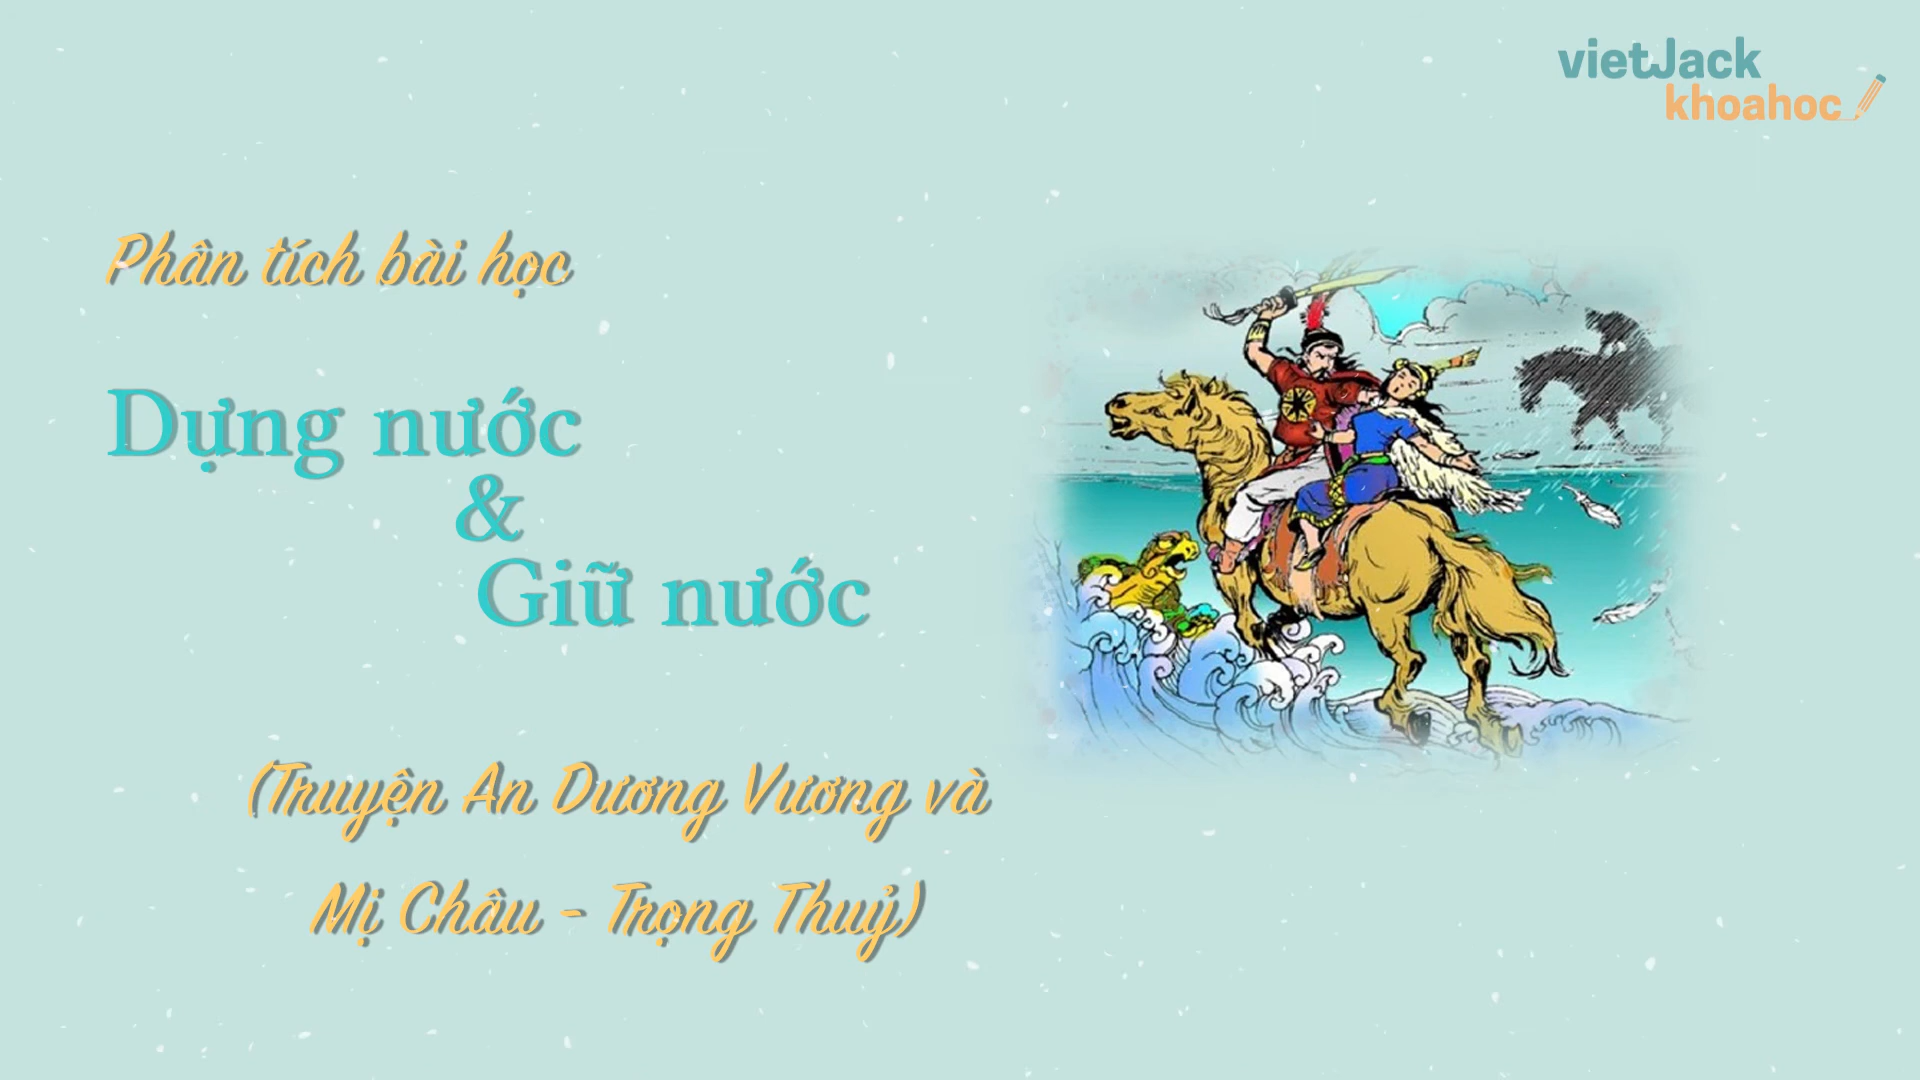 vietJack
khoahoc
Phân tích bài học
Dựng nước
&
Giữ nước
(Truyện An Dương Vương và
Mị Châu - Trọng Thuỷ)